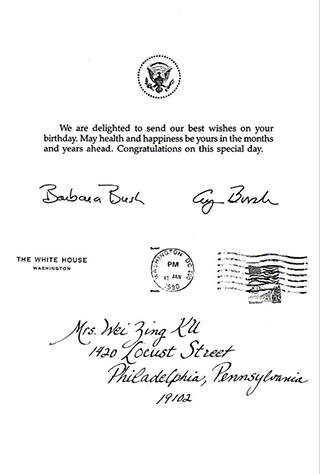 We are delighted to send our best wishes on your
birthday. May health and happiness be yours in the months
and years ahead. Congratulations on this special day.
Barbara Bush
THE WHITE HOUSE
WASHINGTON
WASHINGTON DC
PM
JAN
1990
Mrs. Wei Zing KU
1420 Locust Street
Philadelphia, Pennsylvania
19102